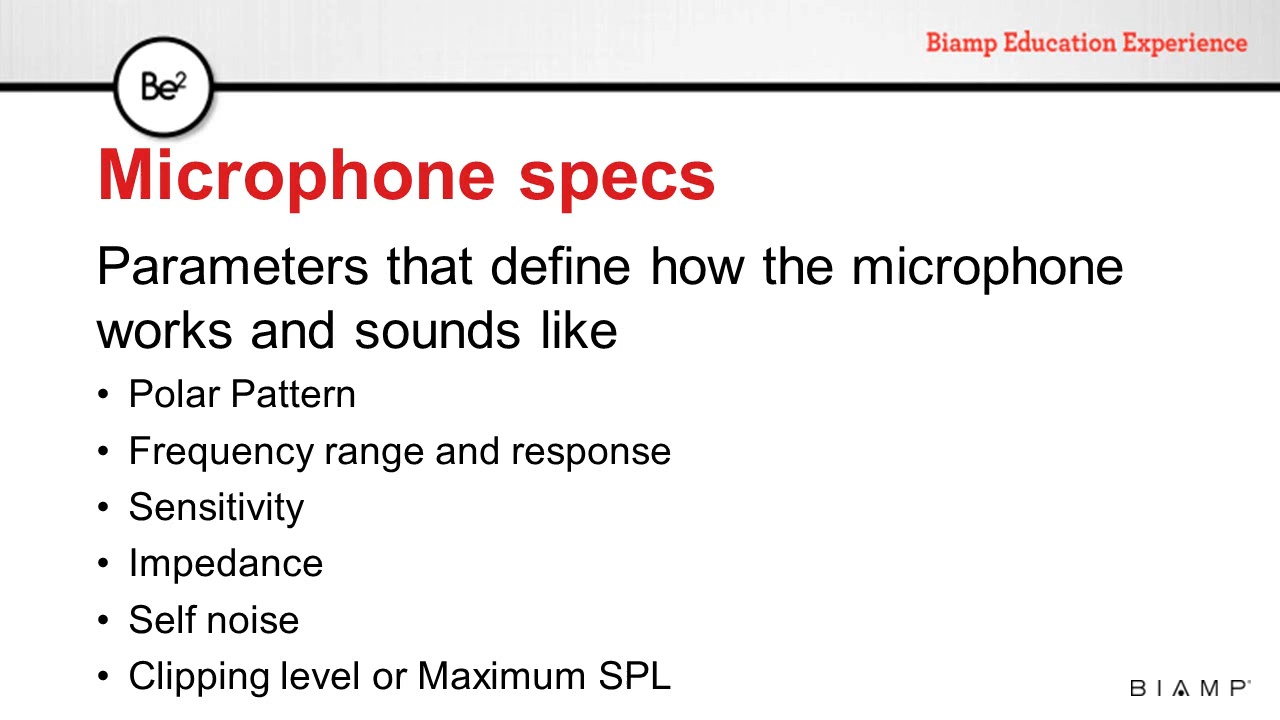 Biamp Education Experience
Be²
Microphone specs
Parameters that define how the microphone
works and sounds like
• Polar Pattern
• Frequency range and response
• Sensitivity
• Impedance
• Self noise
• Clipping level or Maximum SPL
BIAMP®